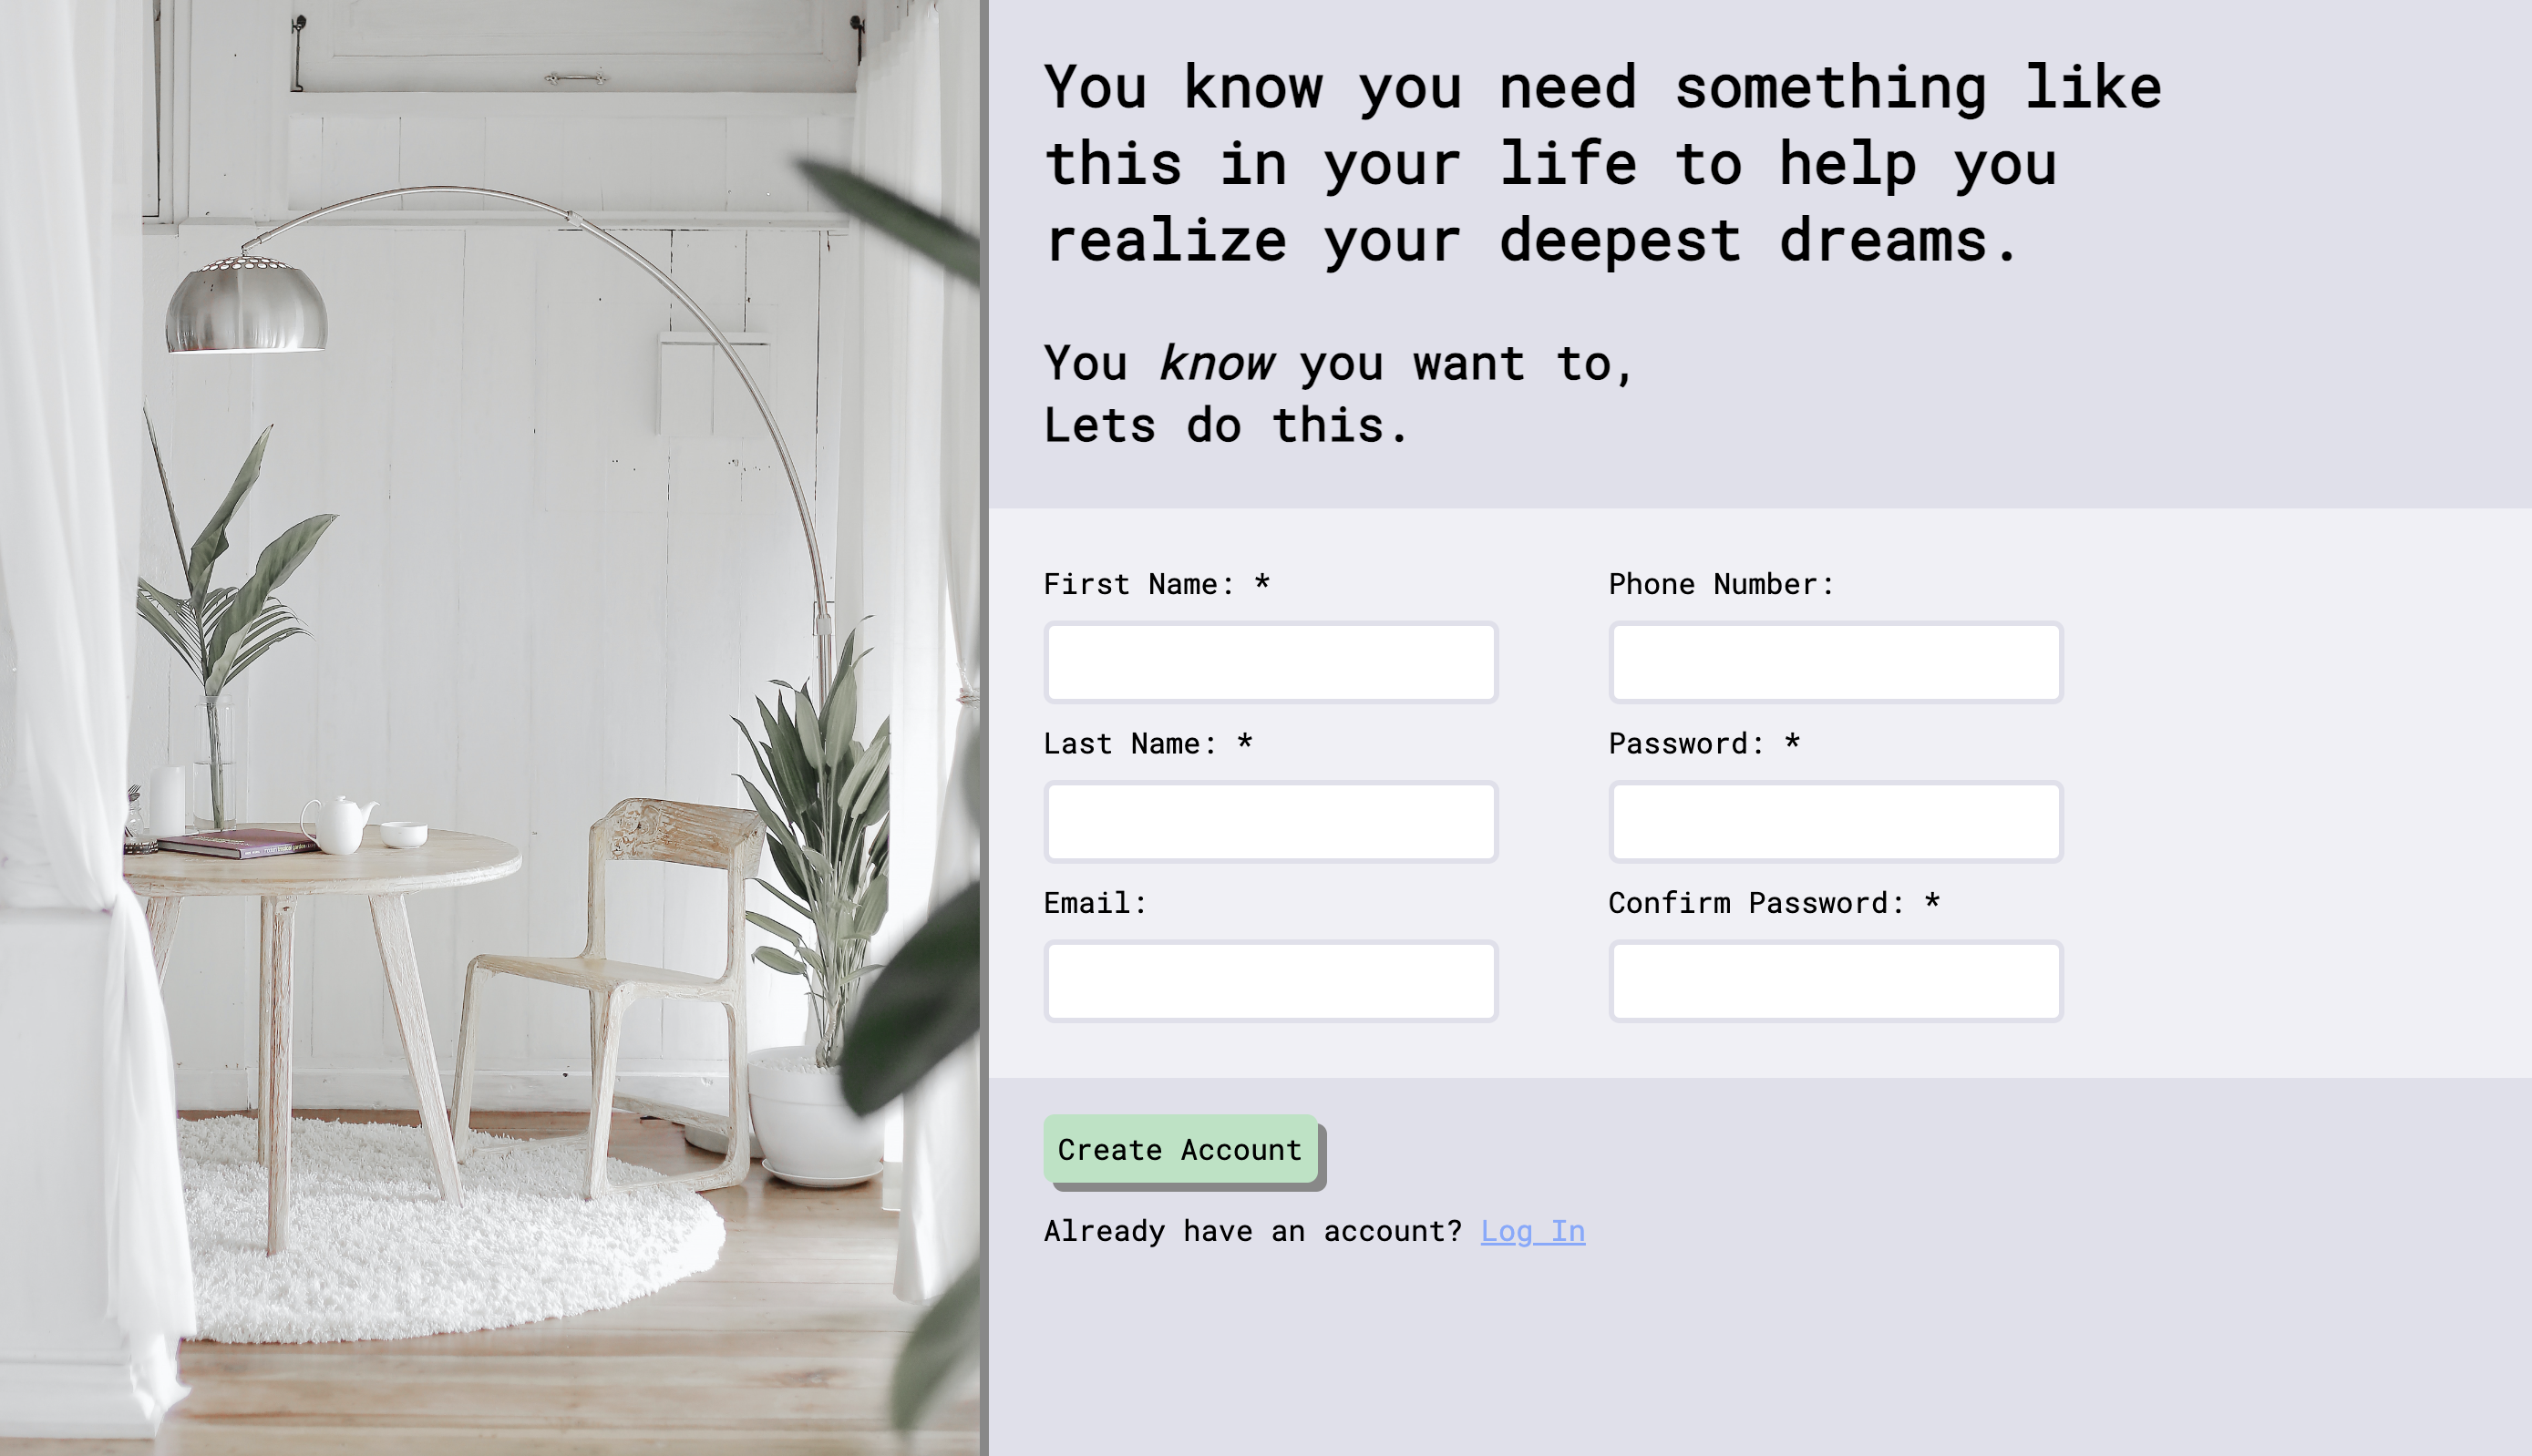 You know you need something like
this in your life to help you
realize your deepest dreams.
You know you want to,
Lets do this.
First Name: *
Phone Number:
Last Name: *
Password: *
Email:
Confirm Password: *
Create Account
Already have an account? Log In